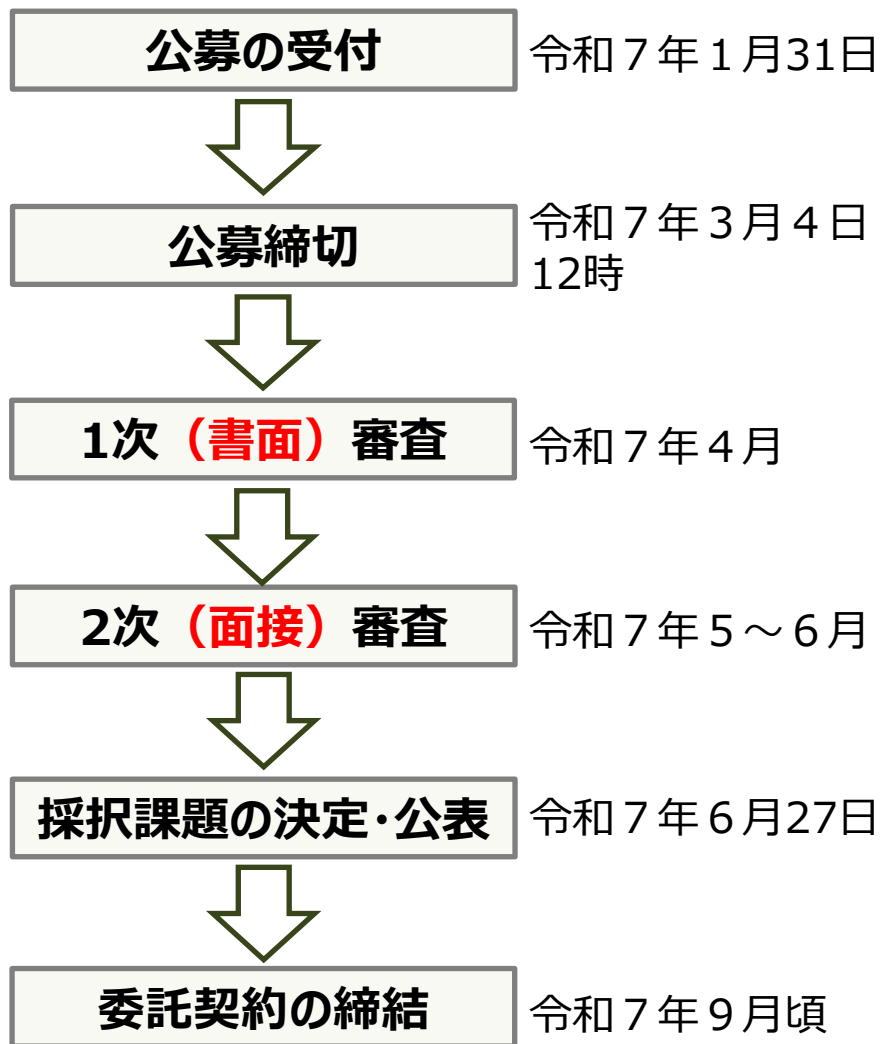 公募の受付
令和７年１月31日
公募締切
令和７年３月４日
12時
1次（書面）審査
令和７年４月
2次（面接）審査
令和７年５～６月
採択課題の決定･公表
令和７年６月27日
委託契約の締結
令和７年９月頃